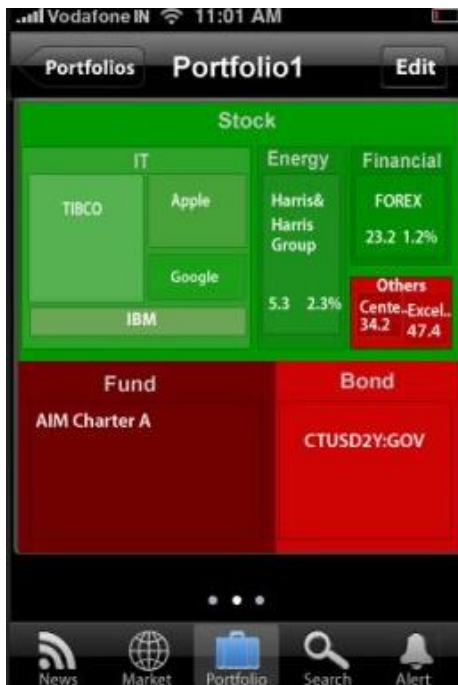 Vodafone IN 11:01 AM
Portfolios Portfolio1 Edit
Stock
IT
TIBCO
Apple
Google
IBM
Energy
Harris&
Harris
Group
5.3 2.3%
Financial
FOREX
23.2 1.2%
Others
Cente..Excel..
34.2 47.4
Fund
AIM Charter A
Bond
CTUSD2Y:GOV
News Market Portfolio Search Alert